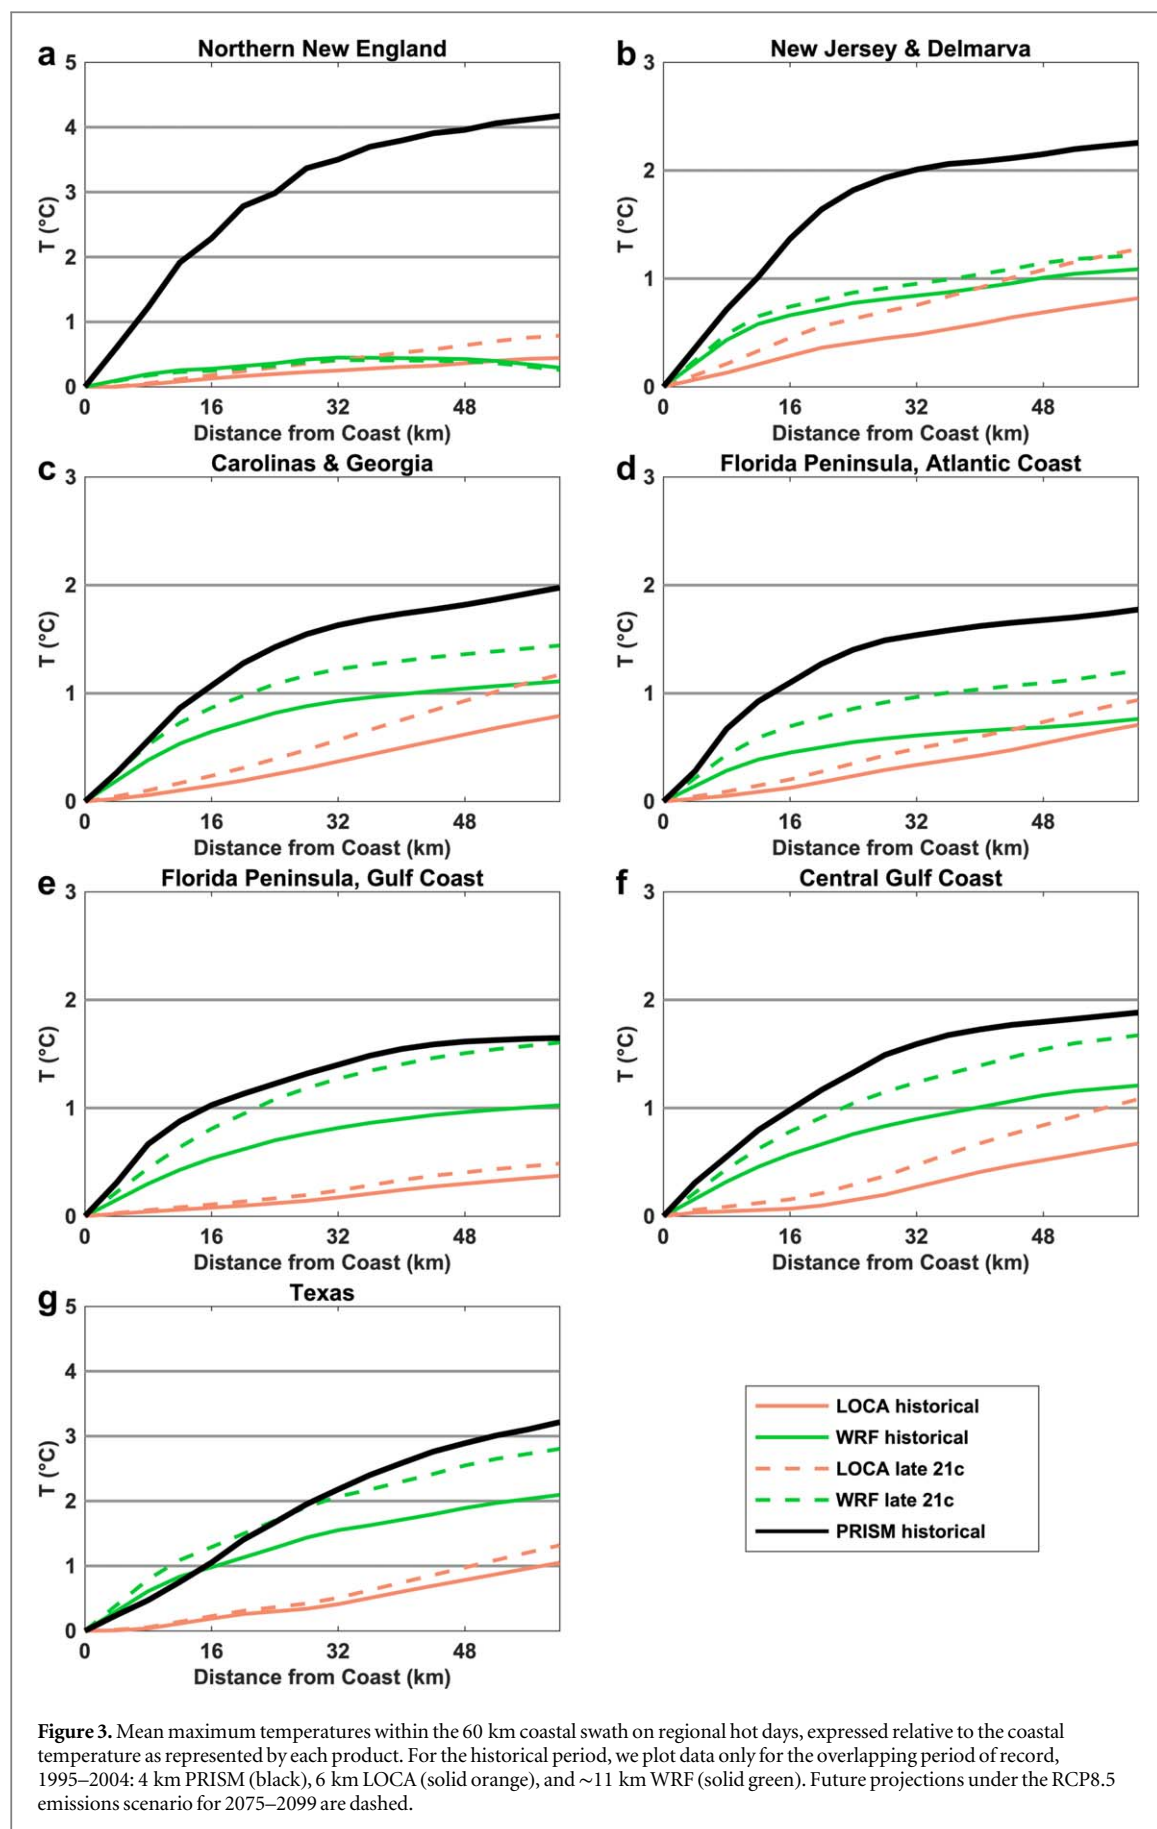 a Northern New England
5
4
3
2
1
0
T (°C)
0 16 32 48
Distance from Coast (km)
b New Jersey & Delmarva
3
2
1
0
T (°C)
0 16 32 48
Distance from Coast (km)
c Carolinas & Georgia
3
2
1
0
T (°C)
0 16 32 48
Distance from Coast (km)
d Florida Peninsula, Atlantic Coast
3
2
1
0
T (°C)
0 16 32 48
Distance from Coast (km)
e Florida Peninsula, Gulf Coast
3
2
1
0
T (°C)
0 16 32 48
Distance from Coast (km)
f Central Gulf Coast
3
2
1
0
T (°C)
0 16 32 48
Distance from Coast (km)
g Texas
5
4
3
2
1
0
T (°C)
0 16 32 48
Distance from Coast (km)
LOCA historical
WRF historical
LOCA late 21c
WRF late 21c
PRISM historical
Figure 3. Mean maximum temperatures within the 60 km coastal swath on regional hot days, expressed relative to the coastal
temperature as represented by each product. For the historical period, we plot data only for the overlapping period of record,
1995–2004: 4 km PRISM (black), 6 km LOCA (solid orange), and ~11 km WRF (solid green). Future projections under the RCP8.5
emissions scenario for 2075–2099 are dashed.